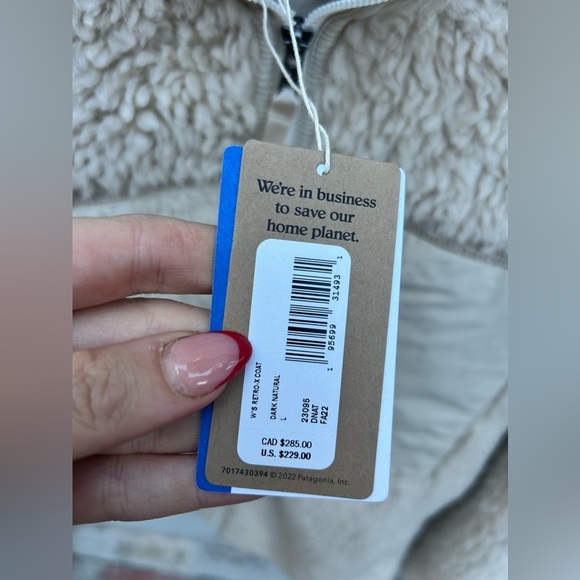 We're in business
to save our
home planet.
1 95699 31493 1
W'S RETRO-X COAT
DARK NATURAL
L
23095
DNAT
FA22
CAD $285.00
U.S. $229.00
7017430394 © 2022 Patagonia, Inc.